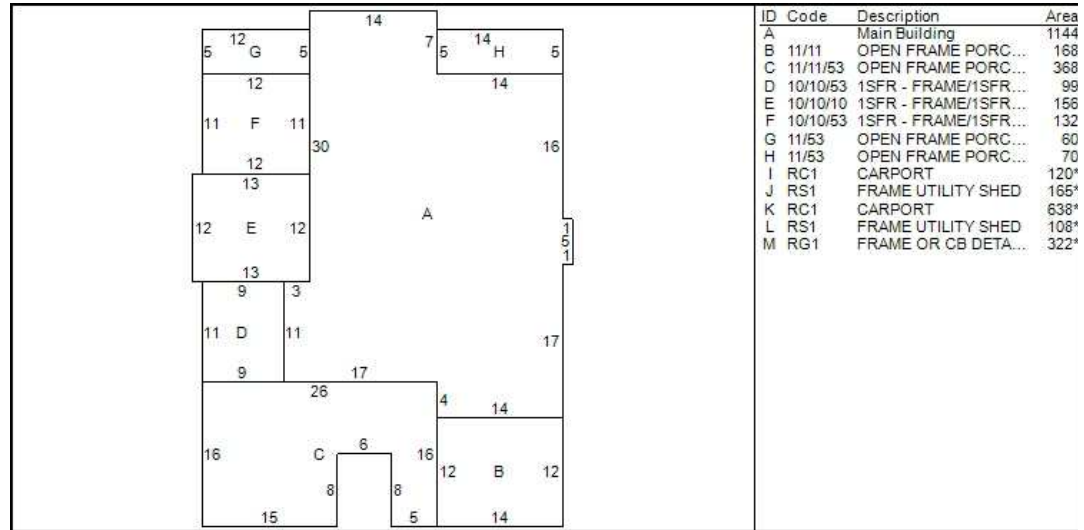 14
12 7 14
5 G 5 5 H 5
12 14
11 F 11
30 16
12
13
A
12 E 12 1
5
1
13
9 3
11 D 11 17
9 17
26 4 14
6
16 C 16 12 B 12
8 8
15 5 14
ID Code Description Area
A Main Building 1144
B 11/11 OPEN FRAME PORC... 168
C 11/11/53 OPEN FRAME PORC... 368
D 10/10/53 1SFR - FRAME/1SFR... 99
E 10/10/10 1SFR - FRAME/1SFR... 156
F 10/10/53 1SFR - FRAME/1SFR... 132
G 11/53 OPEN FRAME PORC... 60
H 11/53 OPEN FRAME PORC... 70
I RC1 CARPORT 120*
J RS1 FRAME UTILITY SHED 165*
K RC1 CARPORT 638*
L RS1 FRAME UTILITY SHED 108*
M RG1 FRAME OR CB DETA... 322*